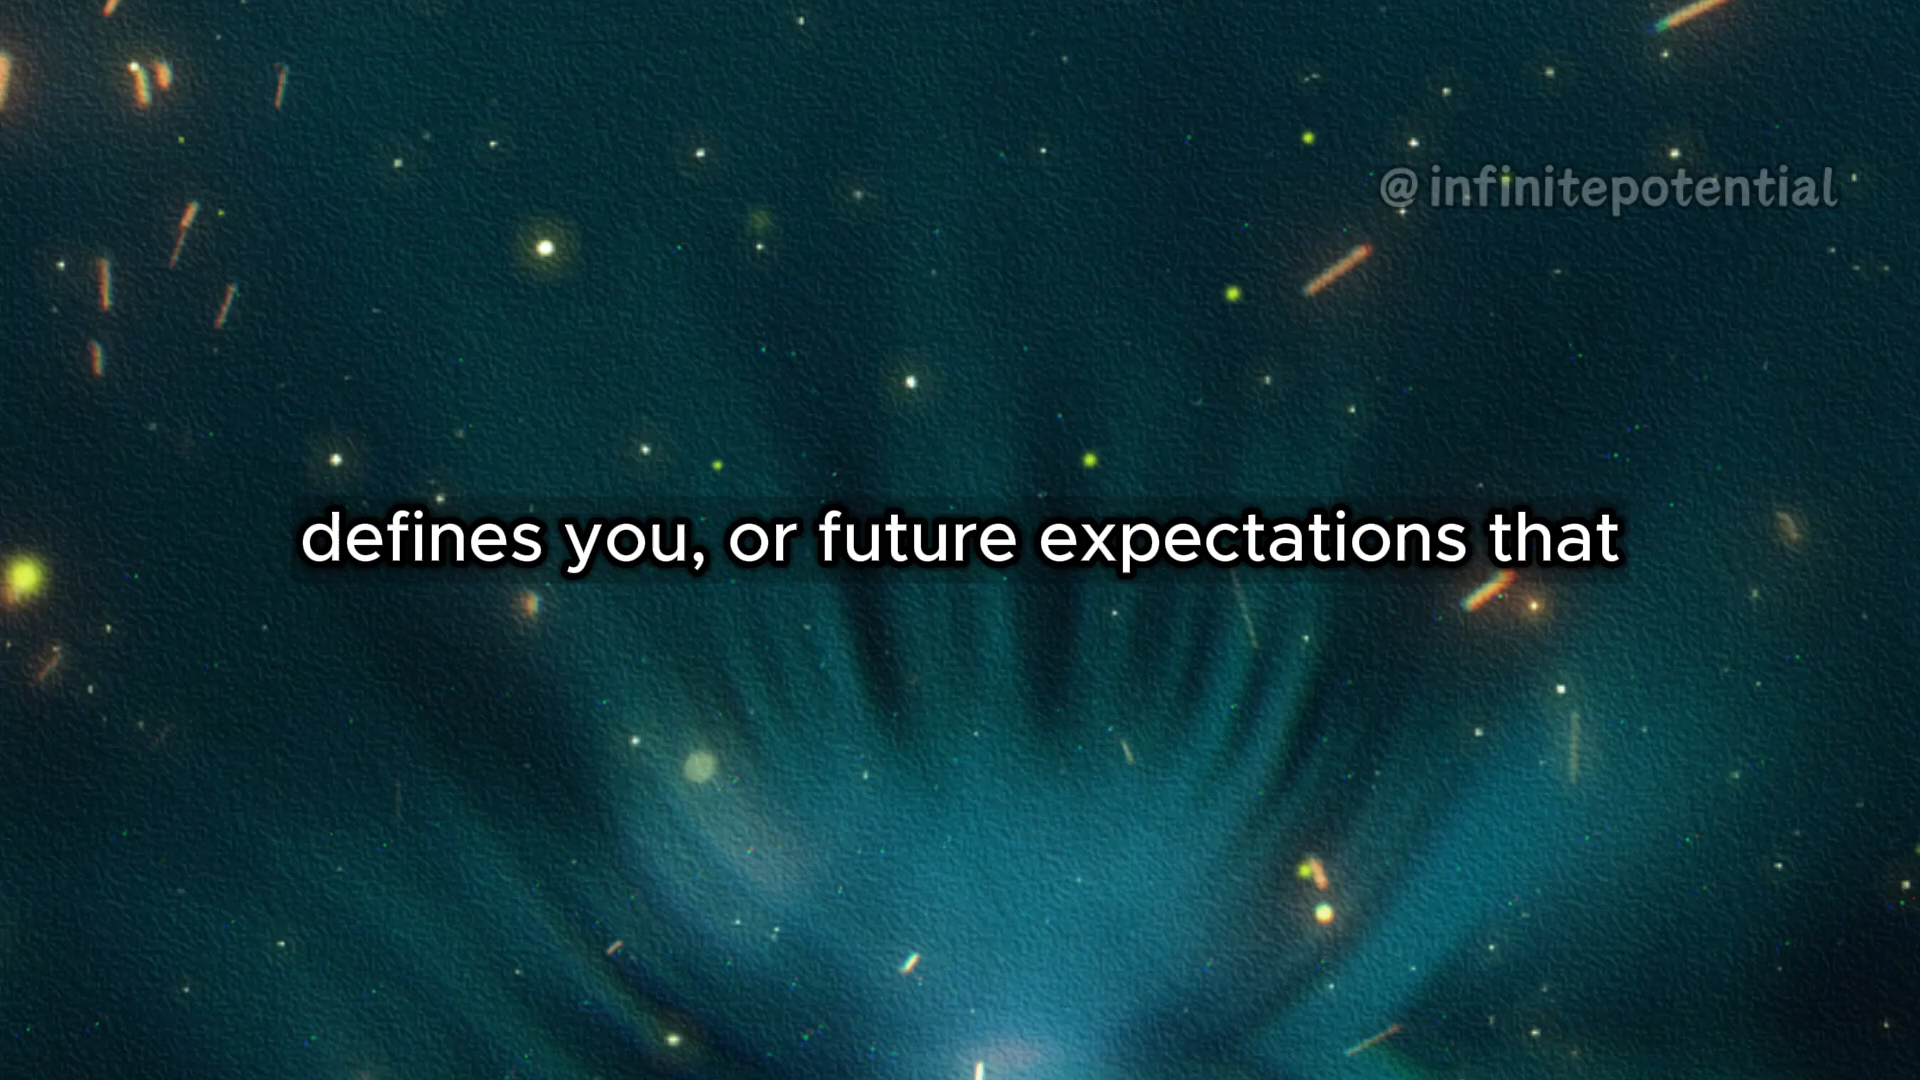 @infinitepotential
defines you, or future expectations that